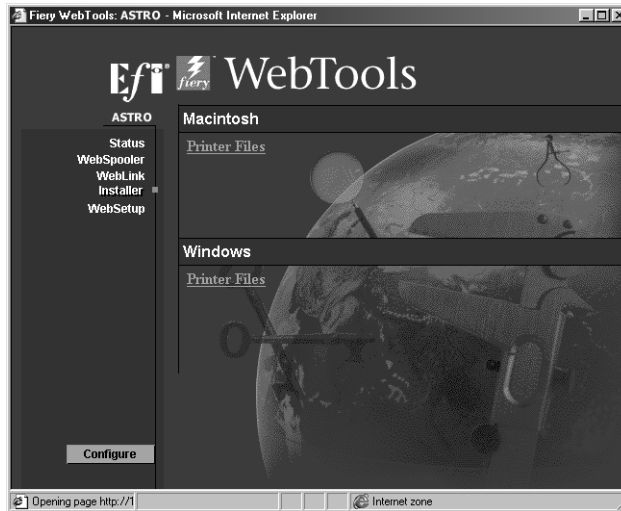 Fiery WebTools: ASTRO - Microsoft Internet Explorer
Efi fiery WebTools
ASTRO
Status
WebSpooler
WebLink
Installer
WebSetup
Macintosh
Printer Files
Windows
Printer Files
Configure
Opening page http://1
Internet zone